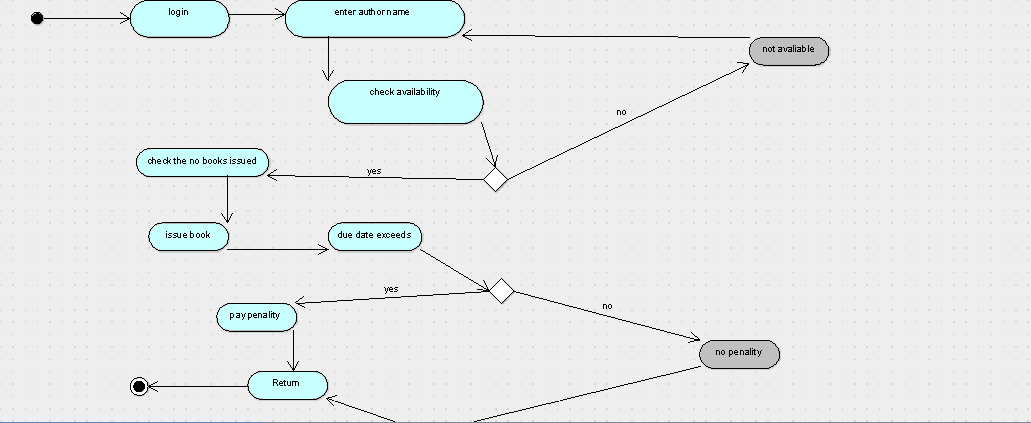 login
enter author name
not avaliable
check availability
no
check the no books issued
yes
issue book
due date exceeds
yes
no
pay penality
no penality
Return